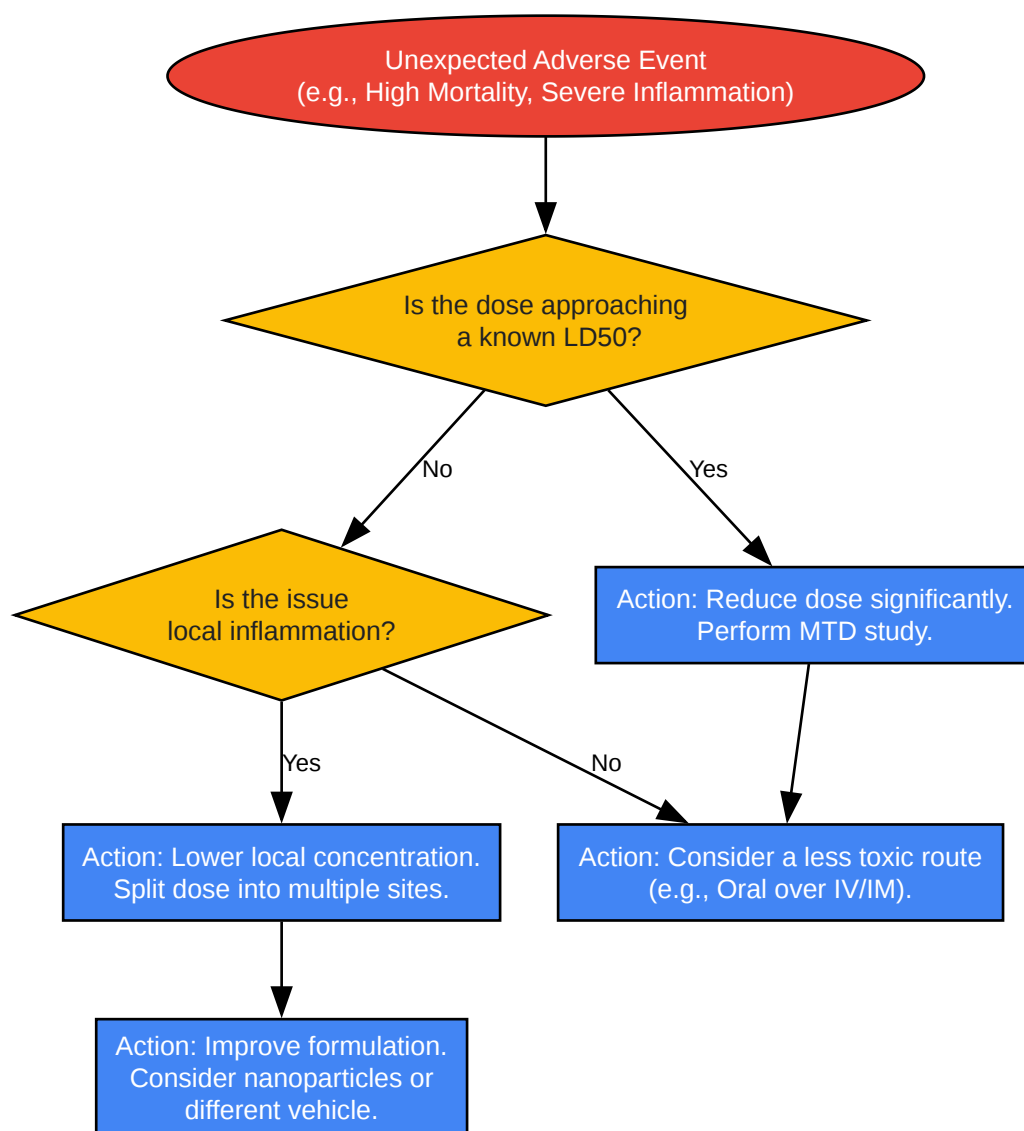 Unexpected Adverse Event
(e.g., High Mortality, Severe Inflammation)
Is the dose approaching
a known LD50?
No
Yes
Is the issue
local inflammation?
Action: Reduce dose significantly.
Perform MTD study.
Yes
No
Action: Lower local concentration.
Split dose into multiple sites.
Action: Consider a less toxic route
(e.g., Oral over IV/IM).
Action: Improve formulation.
Consider nanoparticles or
different vehicle.